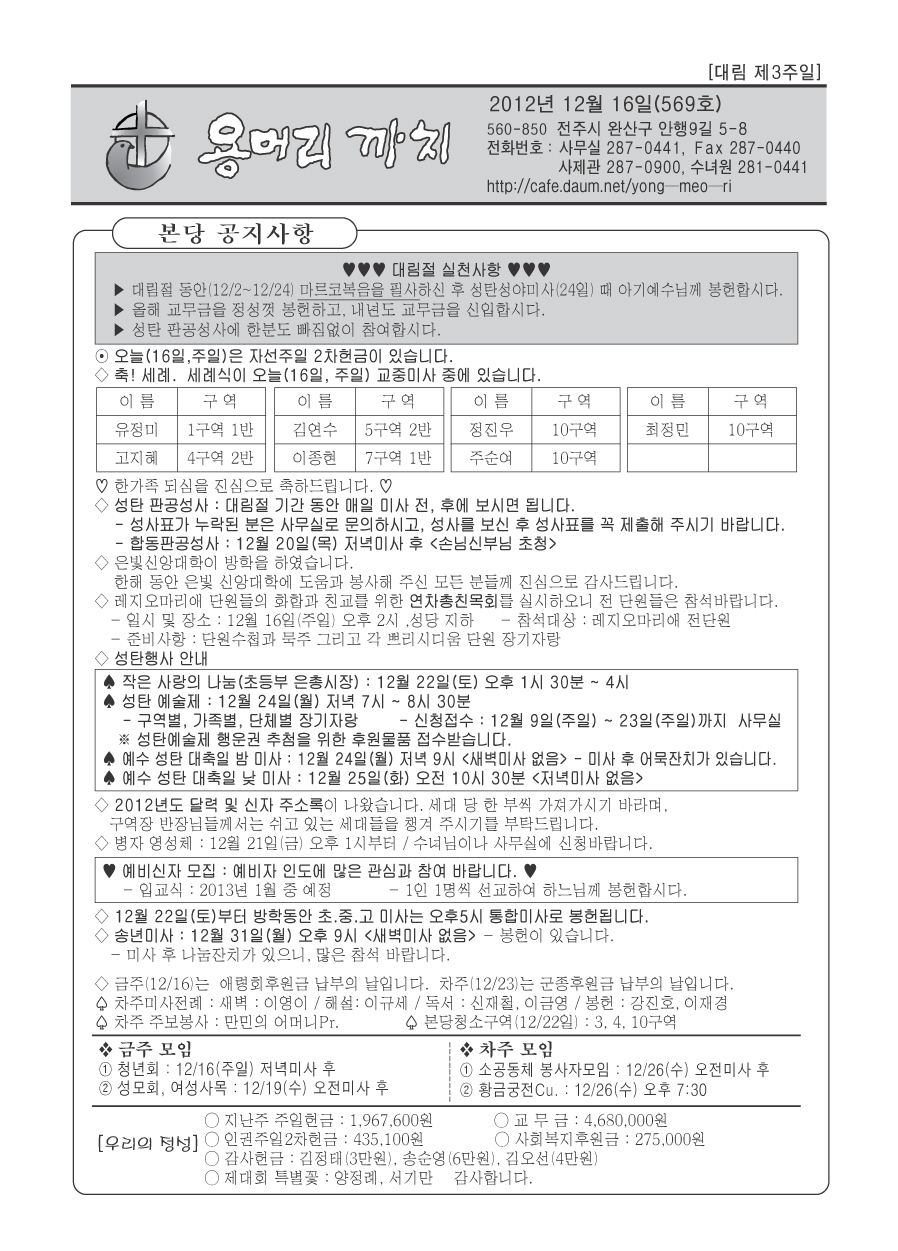 [대림 제3주일]
용머리 까치
2012년 12월 16일(569호)
560-850 전주시 완산구 안행9길 5-8
전화번호 : 사무실 287-0441, Fax 287-0440
사제관 287-0900, 수녀원 281-0441
http://cafe.daum.net/yong─meo─ri
본당 공지사항
♥♥♥ 대림절 실천사항 ♥♥♥
▶ 대림절 동안(12/2~12/24) 마르코복음을 필사하신 후 성탄성야미사(24일) 때 아기예수님께 봉헌합시다.
▶ 올해 교무금을 정성껏 봉헌하고, 내년도 교무금을 신입합시다.
▶ 성탄 판공성사에 한분도 빠짐없이 참여합시다.
⊙ 오늘(16일,주일)은 자선주일 2차헌금이 있습니다.
◇ 축! 세례. 세례식이 오늘(16일, 주일) 교중미사 중에 있습니다.
이 름 구 역 이 름 구 역 이 름 구 역 이 름 구 역
유정미 1구역 1반 김연수 5구역 2반 정진우 10구역 최정민 10구역
고지혜 4구역 2반 이종현 7구역 1반 주순여 10구역
♡ 한가족 되심을 진심으로 축하드립니다. ♡
◇ 성탄 판공성사 : 대림절 기간 동안 매일 미사 전, 후에 보시면 됩니다.
- 성사표가 누락된 분은 사무실로 문의하시고, 성사를 보신 후 성사표를 꼭 제출해 주시기 바랍니다.
- 합동판공성사 : 12월 20일(목) 저녁미사 후 <손님신부님 초청>
◇ 은빛신앙대학이 방학을 하였습니다.
한해 동안 은빛 신앙대학에 도움과 봉사해 주신 모든 분들께 진심으로 감사드립니다.
◇ 레지오마리애 단원들의 화합과 친교를 위한 연차총친목회를 실시하오니 전 단원들은 참석바랍니다.
- 일시 및 장소 : 12월 16일(주일) 오후 2시 ,성당 지하 - 참석대상 : 레지오마리애 전단원
- 준비사항 : 단원수첩과 묵주 그리고 각 쁘리시디움 단원 장기자랑
◇ 성탄행사 안내
♠ 작은 사랑의 나눔(초등부 은총시장) : 12월 22일(토) 오후 1시 30분 ~ 4시
♠ 성탄 예술제 : 12월 24일(월) 저녁 7시 ~ 8시 30분
- 구역별, 가족별, 단체별 장기자랑 - 신청접수 : 12월 9일(주일) ~ 23일(주일)까지 사무실
※ 성탄예술제 행운권 추첨을 위한 후원물품 접수받습니다.
♠ 예수 성탄 대축일 밤 미사 : 12월 24일(월) 저녁 9시 <새벽미사 없음> - 미사 후 어묵잔치가 있습니다.
♠ 예수 성탄 대축일 낮 미사 : 12월 25일(화) 오전 10시 30분 <저녁미사 없음>
◇ 2012년도 달력 및 신자 주소록이 나왔습니다. 세대 당 한 부씩 가져가시기 바라며,
구역장 반장님들께서는 쉬고 있는 세대들을 챙겨 주시기를 부탁드립니다.
◇ 병자 영성체 : 12월 21일(금) 오후 1시부터 / 수녀님이나 사무실에 신청바랍니다.
♥ 예비신자 모집 : 예비자 인도에 많은 관심과 참여 바랍니다. ♥
- 입교식 : 2013년 1월 중 예정 - 1인 1명씩 선교하여 하느님께 봉헌합시다.
◇ 12월 22일(토)부터 방학동안 초.중.고 미사는 오후5시 통합미사로 봉헌됩니다.
◇ 송년미사 : 12월 31일(월) 오후 9시 <새벽미사 없음> - 봉헌이 있습니다.
- 미사 후 나눔잔치가 있으니, 많은 참석 바랍니다.
◇ 금주(12/16)는 애령회후원금 납부의 날입니다. 차주(12/23)는 군종후원금 납부의 날입니다.
♤ 차주미사전례 : 새벽 : 이영이 / 해설: 이규세 / 독서 : 신재철, 이금영 / 봉헌 : 강진호, 이재경
♤ 차주 주보봉사 : 만민의 어머니Pr. ♤ 본당청소구역(12/22일) : 3, 4, 10구역
❖ 금주 모임
① 청년회 : 12/16(주일) 저녁미사 후
② 성모회, 여성사목 : 12/19(수) 오전미사 후
❖ 차주 모임
① 소공동체 봉사자모임 : 12/26(수) 오전미사 후
② 황금궁전Cu. : 12/26(수) 오후 7:30
[우리의 정성]
○ 지난주 주일헌금 : 1,967,600원 ○ 교 무 금 : 4,680,000원
○ 인권주일2차헌금 : 435,100원 ○ 사회복지후원금 : 275,000원
○ 감사헌금 : 김정태(3만원), 송순영(6만원), 김오선(4만원)
○ 제대회 특별꽃 : 양정례, 서기만 감사합니다.